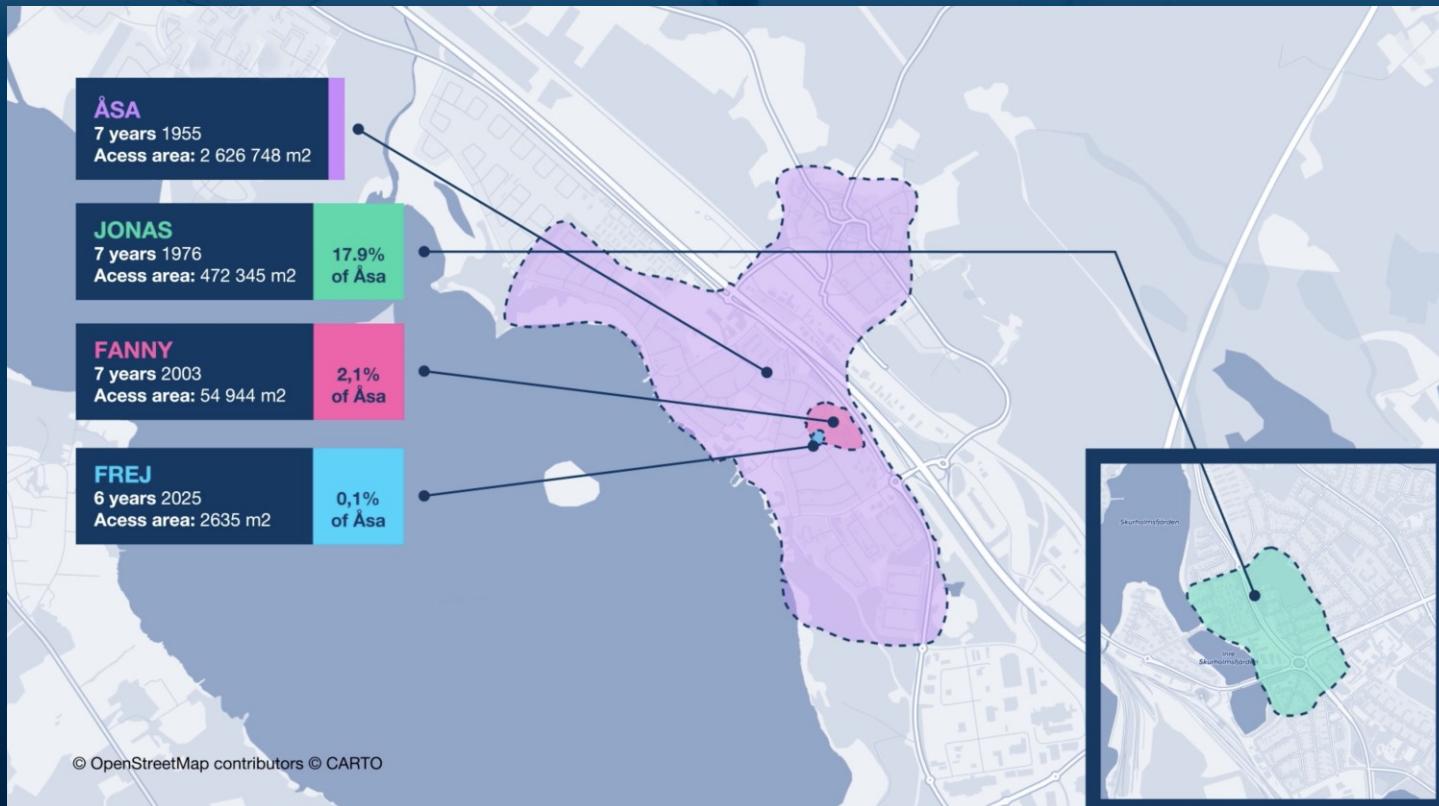 ÅSA
7 years 1955
Acess area: 2 626 748 m2
JONAS
7 years 1976
Acess area: 472 345 m2
17.9%
of Åsa
FANNY
7 years 2003
Acess area: 54 944 m2
2,1%
of Åsa
FREJ
6 years 2025
Acess area: 2635 m2
0,1%
of Åsa
Skurholmsfjärden
Inre
Skurholmsfjärden
© OpenStreetMap contributors © CARTO